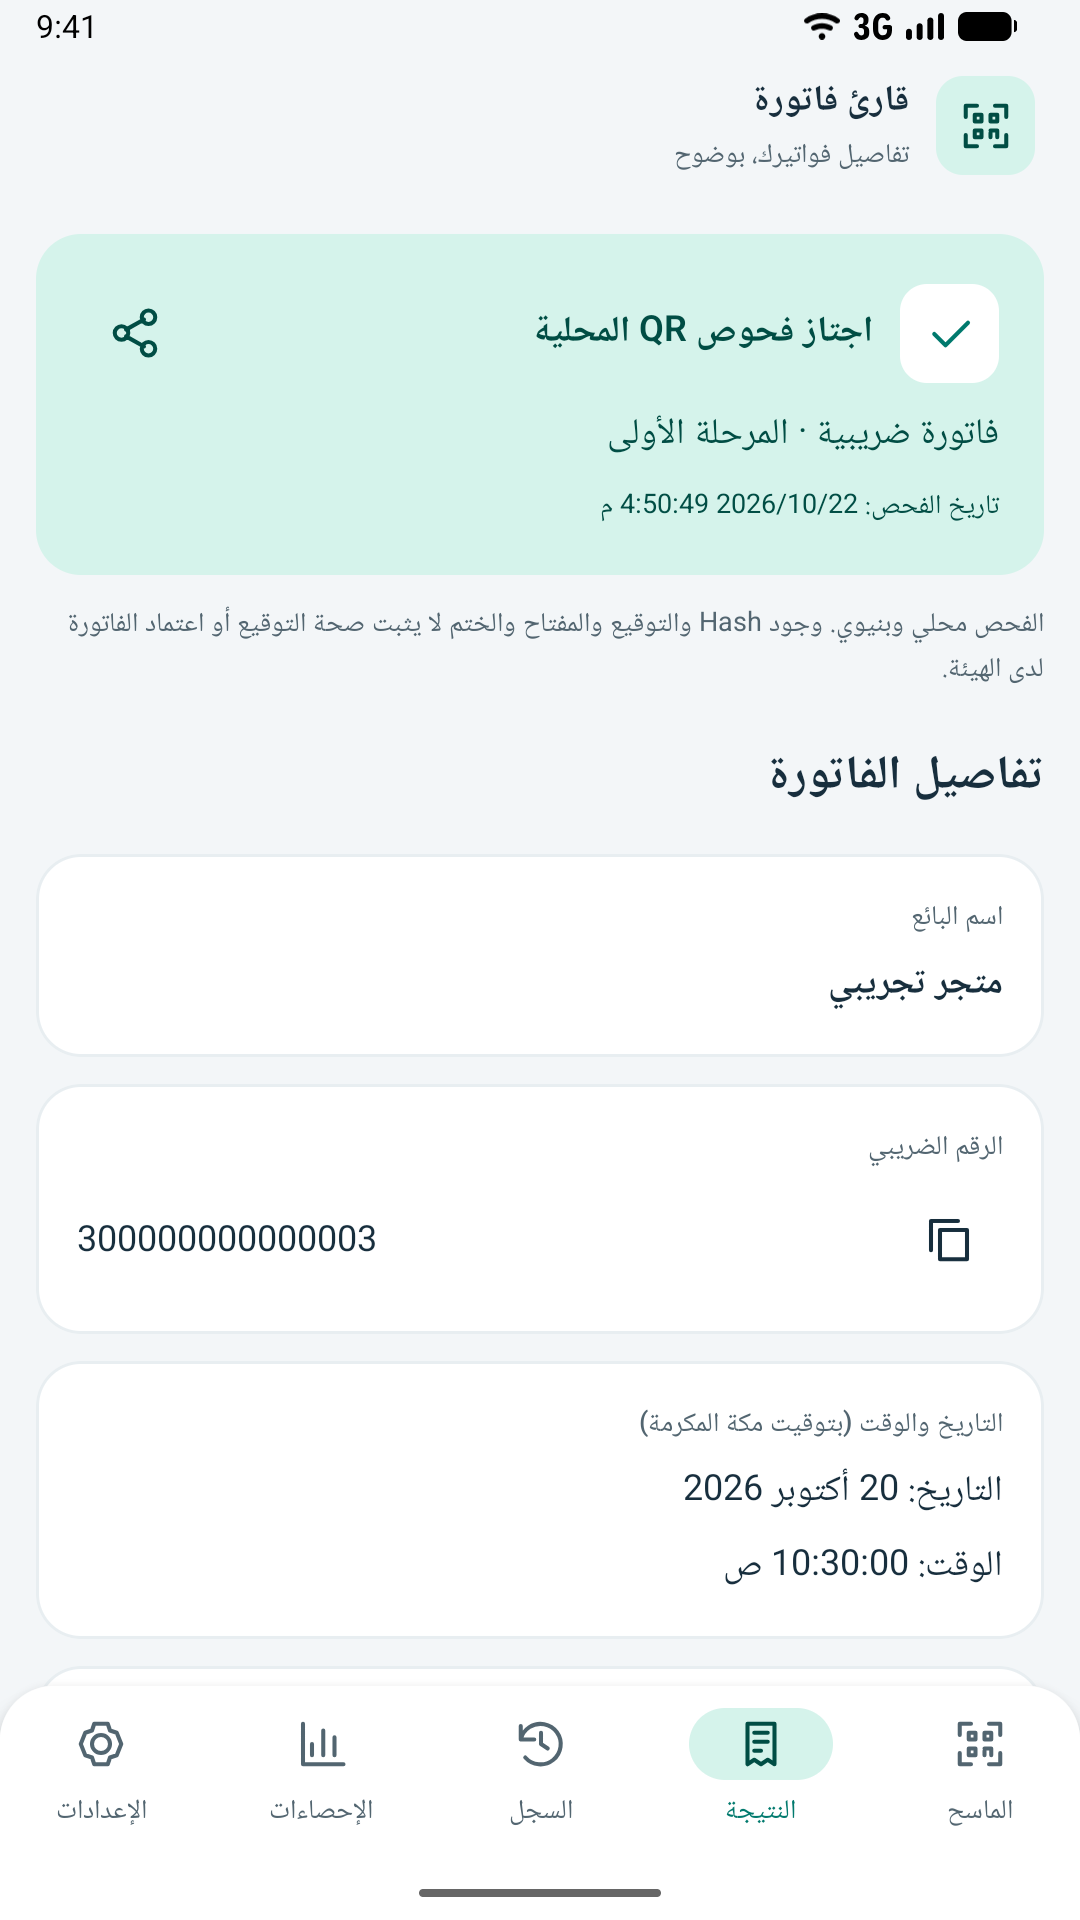 9:41
3G
قارئ فاتورة
تفاصيل فواتيرك، بوضوح
اجتاز فحوص QR المحلية
فاتورة ضريبية · المرحلة الأولى
تاريخ الفحص: 2026/10/22 4:50:49 م
الفحص محلي وبنيوي. وجود Hash والتوقيع والمفتاح والختم لا يثبت صحة التوقيع أو اعتماد الفاتورة
لدى الهيئة.
تفاصيل الفاتورة
اسم البائع
متجر تجريبي
الرقم الضريبي
300000000000003
التاريخ والوقت (بتوقيت مكة المكرمة)
التاريخ: 20 أكتوبر 2026
الوقت: 10:30:00 ص
الماسح
النتيجة
السجل
الإحصاءات
الإعدادات